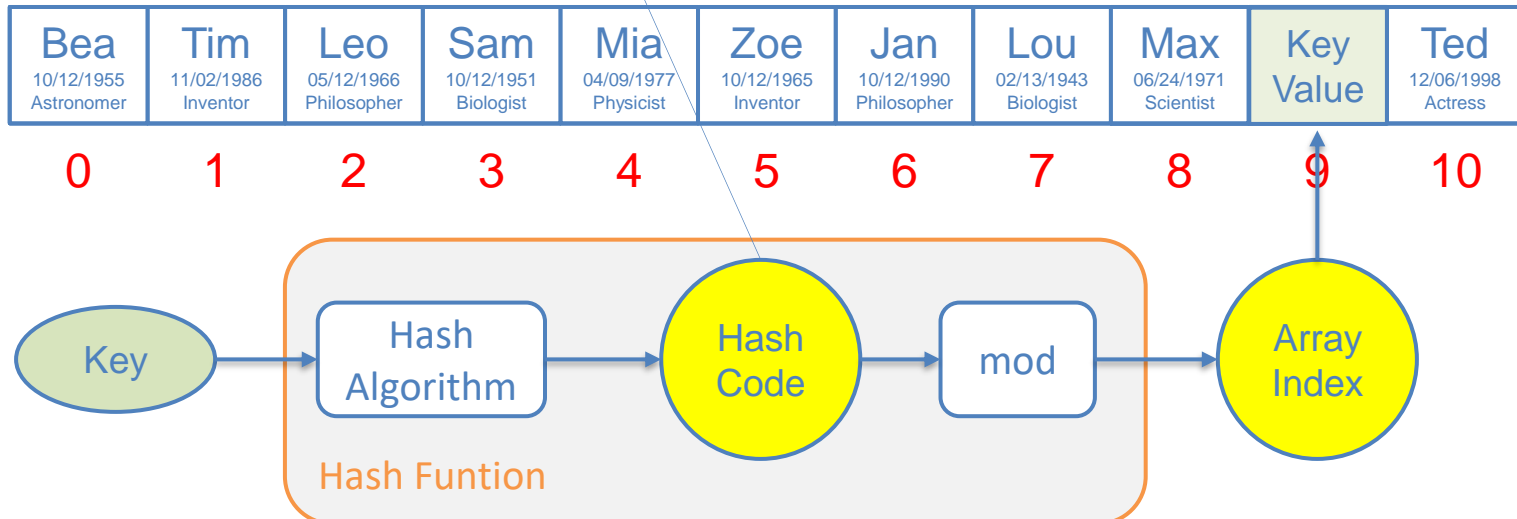 Bea Tim Leo Sam Mia Zoe Jan Lou Max Key Value Ted
10/12/1955 11/02/1986 05/12/1966 10/12/1951 04/09/1977 10/12/1965 10/12/1990 02/13/1943 06/24/1971 12/06/1998
Astronomer Inventor Philosopher Biologist Physicist Inventor Philosopher Biologist Scientist Actress
0 1 2 3 4 5 6 7 8 9 10
Key
Hash
Algorithm
Hash
Code
mod
Array
Index
Hash Funtion